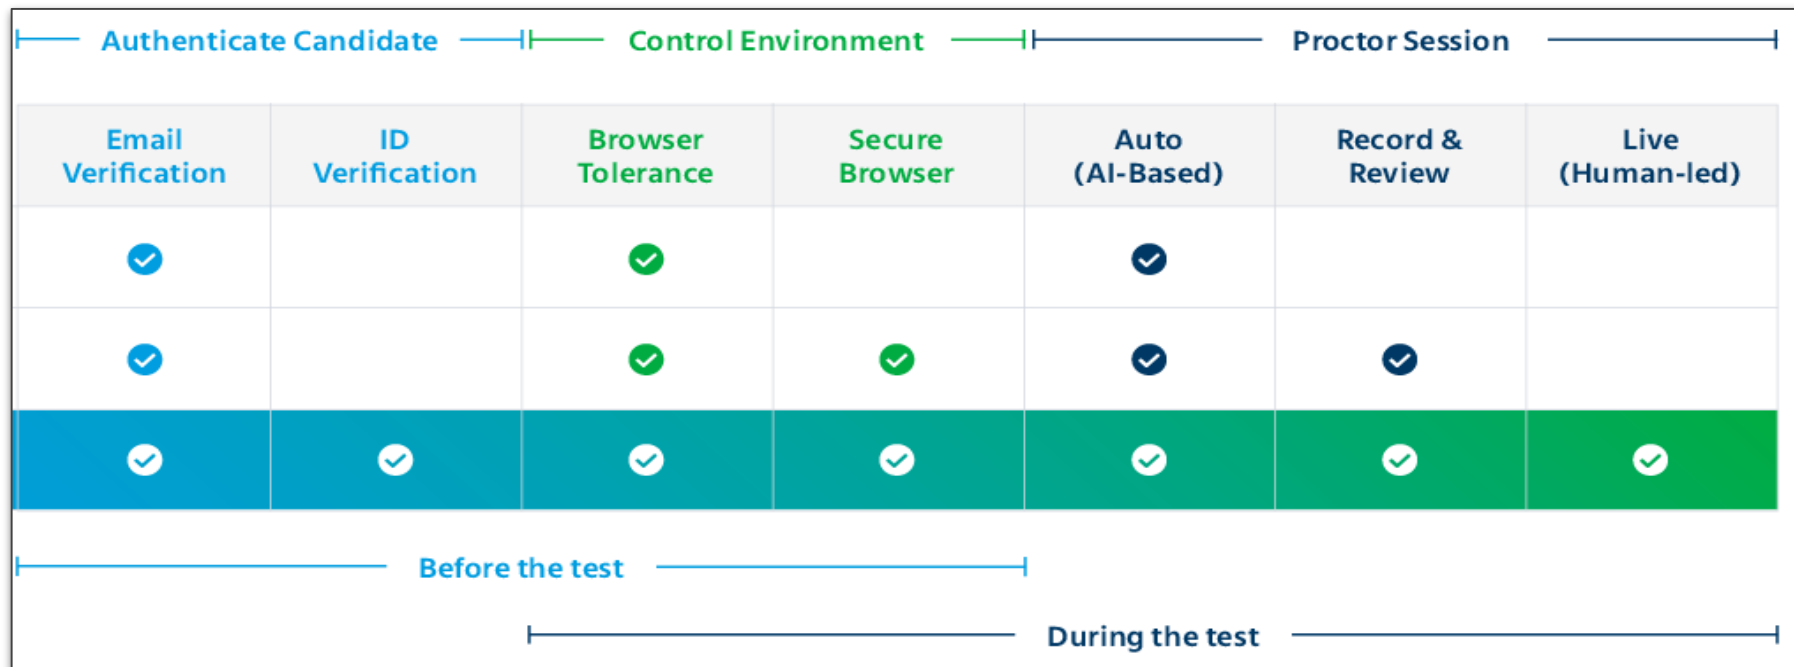 Authenticate Candidate Control Environment Proctor Session
Email ID Browser Secure Auto Record & Live
Verification Verification Tolerance Browser (AI-Based) Review (Human-led)
Before the test
During the test